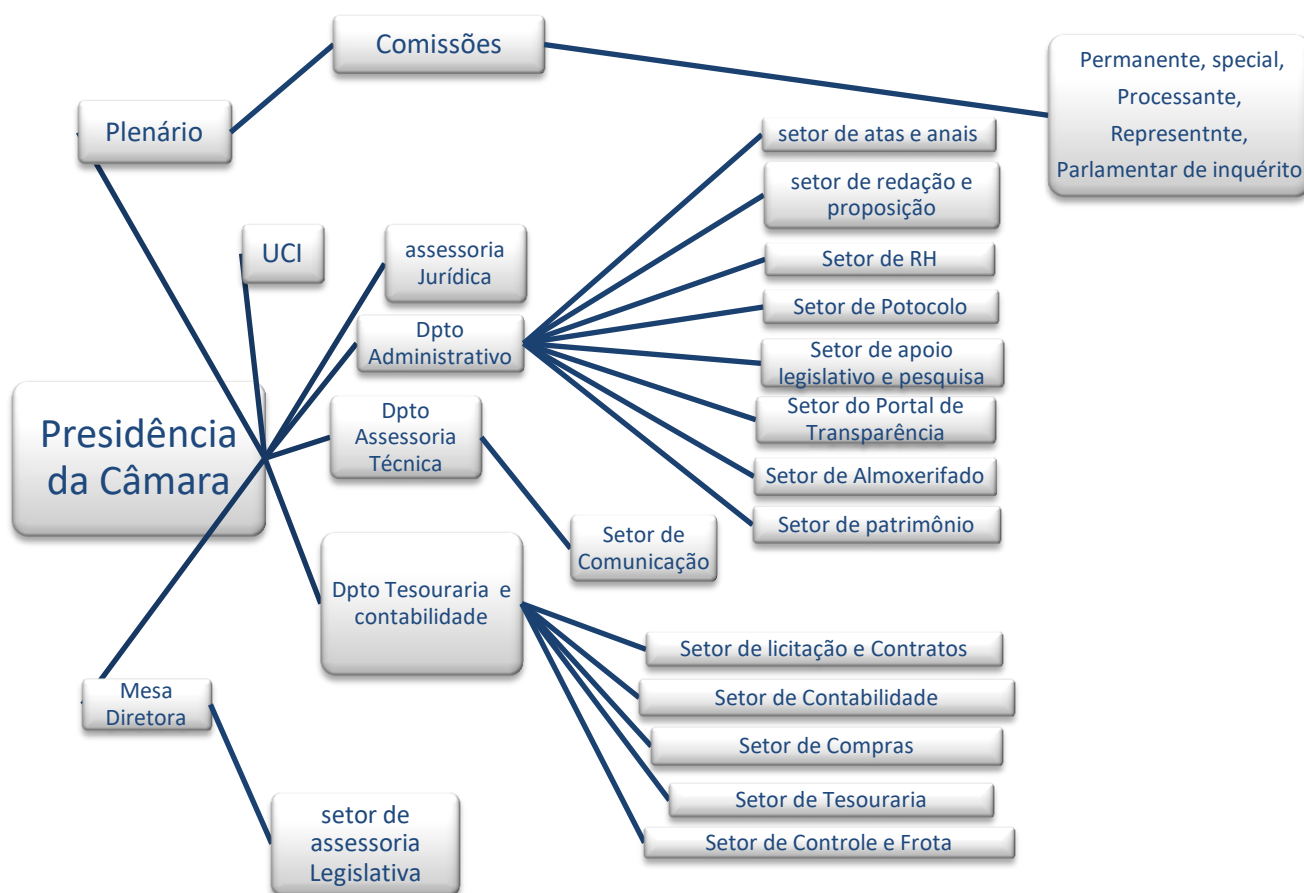 Comissões
Permanente, special,
Processante,
Representnte,
Parlamentar de inquérito
Plenário
setor de atas e anais
setor de redação e
proposição
UCI
assessoria
Jurídica
Setor de RH
Setor de Potocolo
Dpto
Administrativo
Setor de apoio
legislativo e pesquisa
Presidência
da Câmara
Dpto
Assessoria
Técnica
Setor do Portal de
Transparência
Setor de Almoxerifado
Setor de patrimônio
Setor de
Comunicação
Dpto Tesouraria e
contabilidade
Setor de licitação e Contratos
Mesa
Diretora
Setor de Contabilidade
Setor de Compras
Setor de Tesouraria
setor de
assessoria
Legislativa
Setor de Controle e Frota